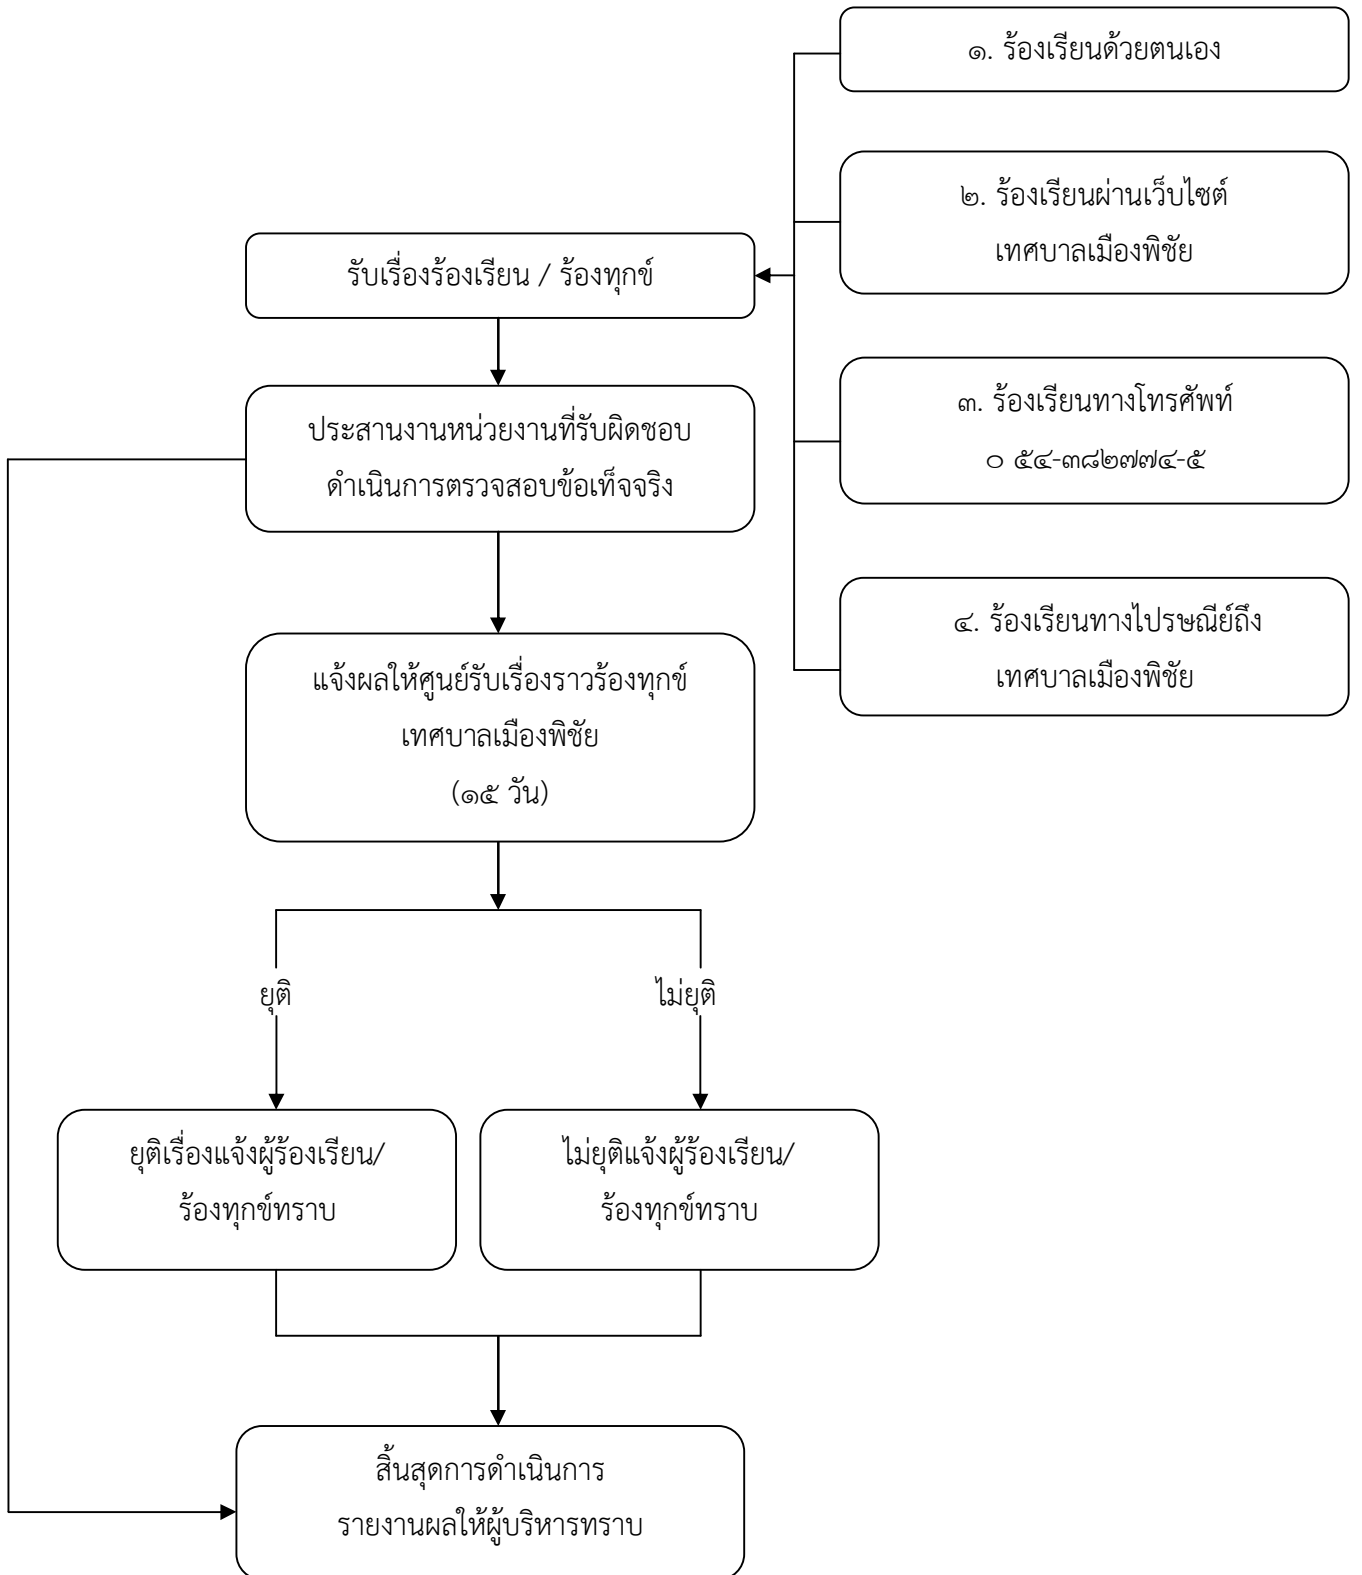 ๑. ร้องเรียนด้วยตนเอง
๒. ร้องเรียนผ่านเว็บไซต์
เทศบาลเมืองพิชัย
รับเรื่องร้องเรียน / ร้องทุกข์
๓. ร้องเรียนทางโทรศัพท์
๐ ๕๔-๓๘๒๗๗๔-๕
ประสานงานหน่วยงานที่รับผิดชอบ
ดำเนินการตรวจสอบข้อเท็จจริง
๔. ร้องเรียนทางไปรษณีย์ถึง
เทศบาลเมืองพิชัย
แจ้งผลให้ศูนย์รับเรื่องราวร้องทุกข์
เทศบาลเมืองพิชัย
(๑๕ วัน)
ยุติ
ไม่ยุติ
ยุติเรื่องแจ้งผู้ร้องเรียน/
ร้องทุกข์ทราบ
ไม่ยุติแจ้งผู้ร้องเรียน/
ร้องทุกข์ทราบ
สิ้นสุดการดำเนินการ
รายงานผลให้ผู้บริหารทราบ